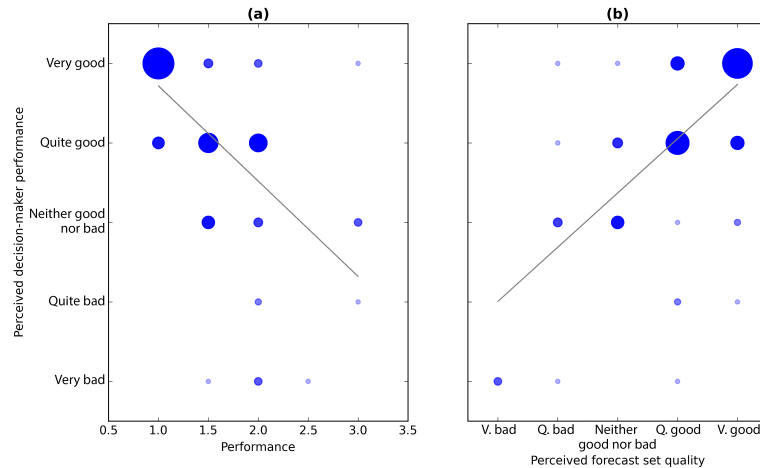 (a)
(b)
Perceived decision-maker performance
Very good
Quite good
Neither good
nor bad
Quite bad
Very bad
0.5 1.0 1.5 2.0 2.5 3.0 3.5
Performance
V. bad Q. bad Neither Q. good V. good
good nor bad
Perceived forecast set quality